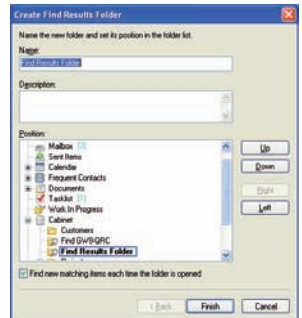 Create Find Results Folder
Name the new folder and set its position in the folder list.
Name:
Find Results Folder
Description:
Position:
Mailbox
Sent Items
Calendar
Frequent Contacts
Documents
Tasklist
Work In Progress
Cabinet
Customers
Find GW8-QRC
Find Results Folder
Up
Down
Right
Left
Find new matching items each time the folder is opened
< Back
Finish
Cancel